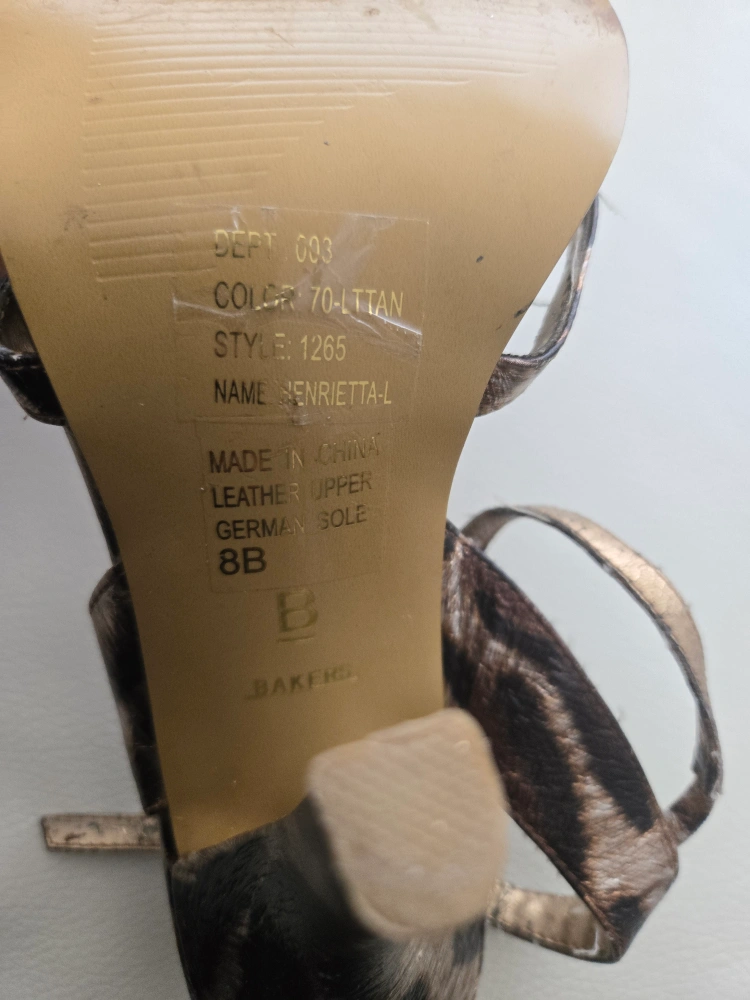 DEPT. 003
COLOR 70-LTTAN
STYLE: 1265
NAME HENRIETTA-L
MADE IN CHINA
LEATHER UPPER
GERMAN SOLE
8B
B
BAKERS